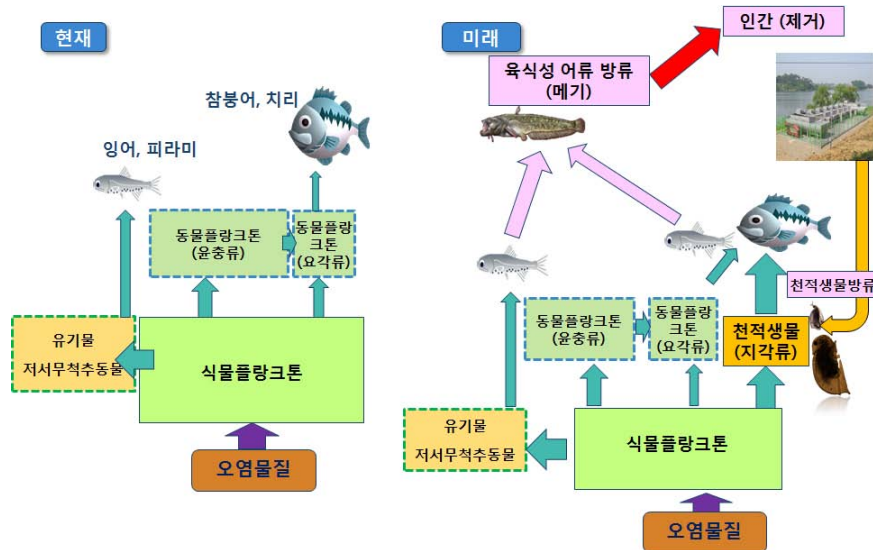 현재
참붕어, 치리
잉어, 피라미
동물플랑크톤
(윤충류)
동물플랑
크톤
(요각류)
유기물
저서무척추동물
식물플랑크톤
오염물질
미래
인간 (제거)
육식성 어류 방류
(메기)
천적생물방류
동물플랑크톤
(윤충류)
동물플랑
크톤
(요각류)
천적생물
(지각류)
유기물
저서무척추동물
식물플랑크톤
오염물질